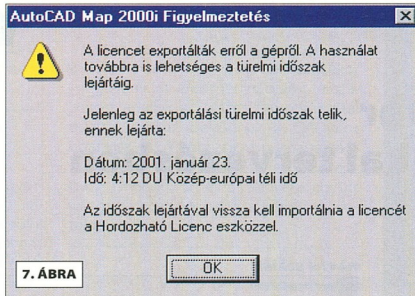 AutoCAD Map 2000i Figyelmeztetés
A licencet exportálták erről a gépről. A használat
továbbra is lehetséges a türelmi időszak
lejártáig.
Jelenleg az exportálási türelmi időszak telik,
ennek lejárta:
Dátum: 2001. január 23.
Idő: 4:12 DU Közép-európai téli idő
Az időszak lejártával vissza kell importálnia a licencét
a Hordozható Licenc eszközzel.
OK
7. ÁBRA